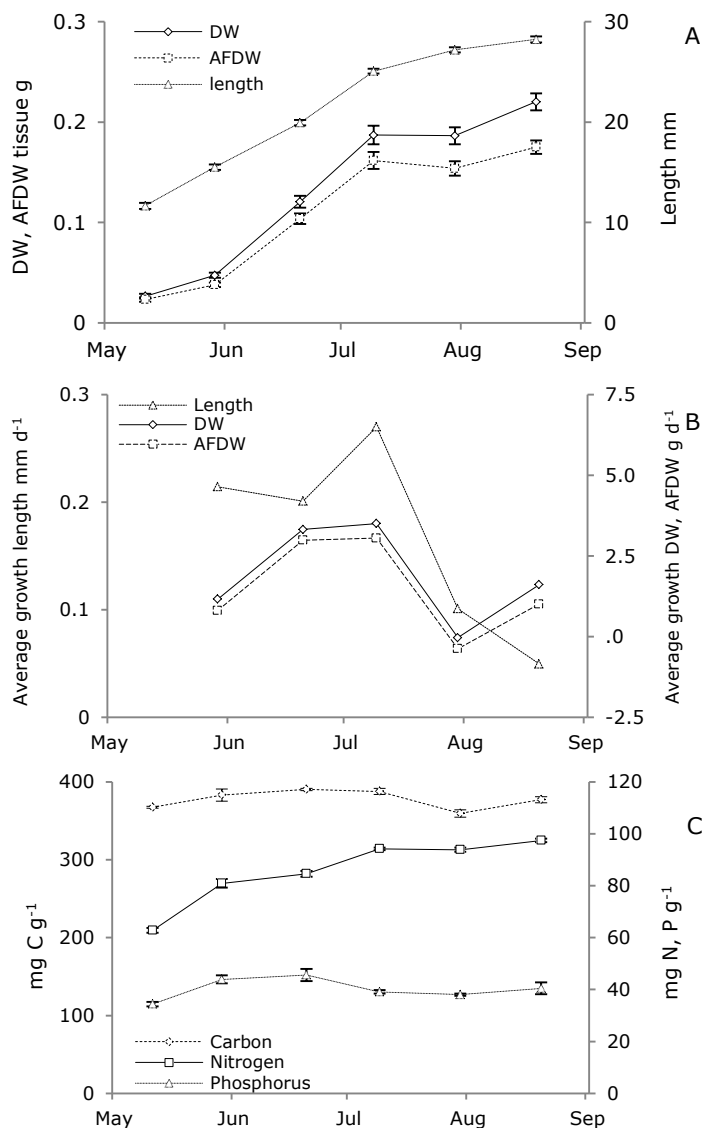 A
DW
AFDW
length
DW, AFDW tissue g
0.3
0.2
0.1
0
Length mm
30
20
10
0
May Jun Jul Aug Sep
B
Length
DW
AFDW
Average growth length mm d-1
0.3
0.2
0.1
0
Average growth DW, AFDW g d-1
7.5
5.0
2.5
.0
-2.5
May Jun Jul Aug Sep
C
mg C g-1
400
300
200
100
0
mg N, P g-1
120
100
80
60
40
20
0
Carbon
Nitrogen
Phosphorus
May Jun Jul Aug Sep